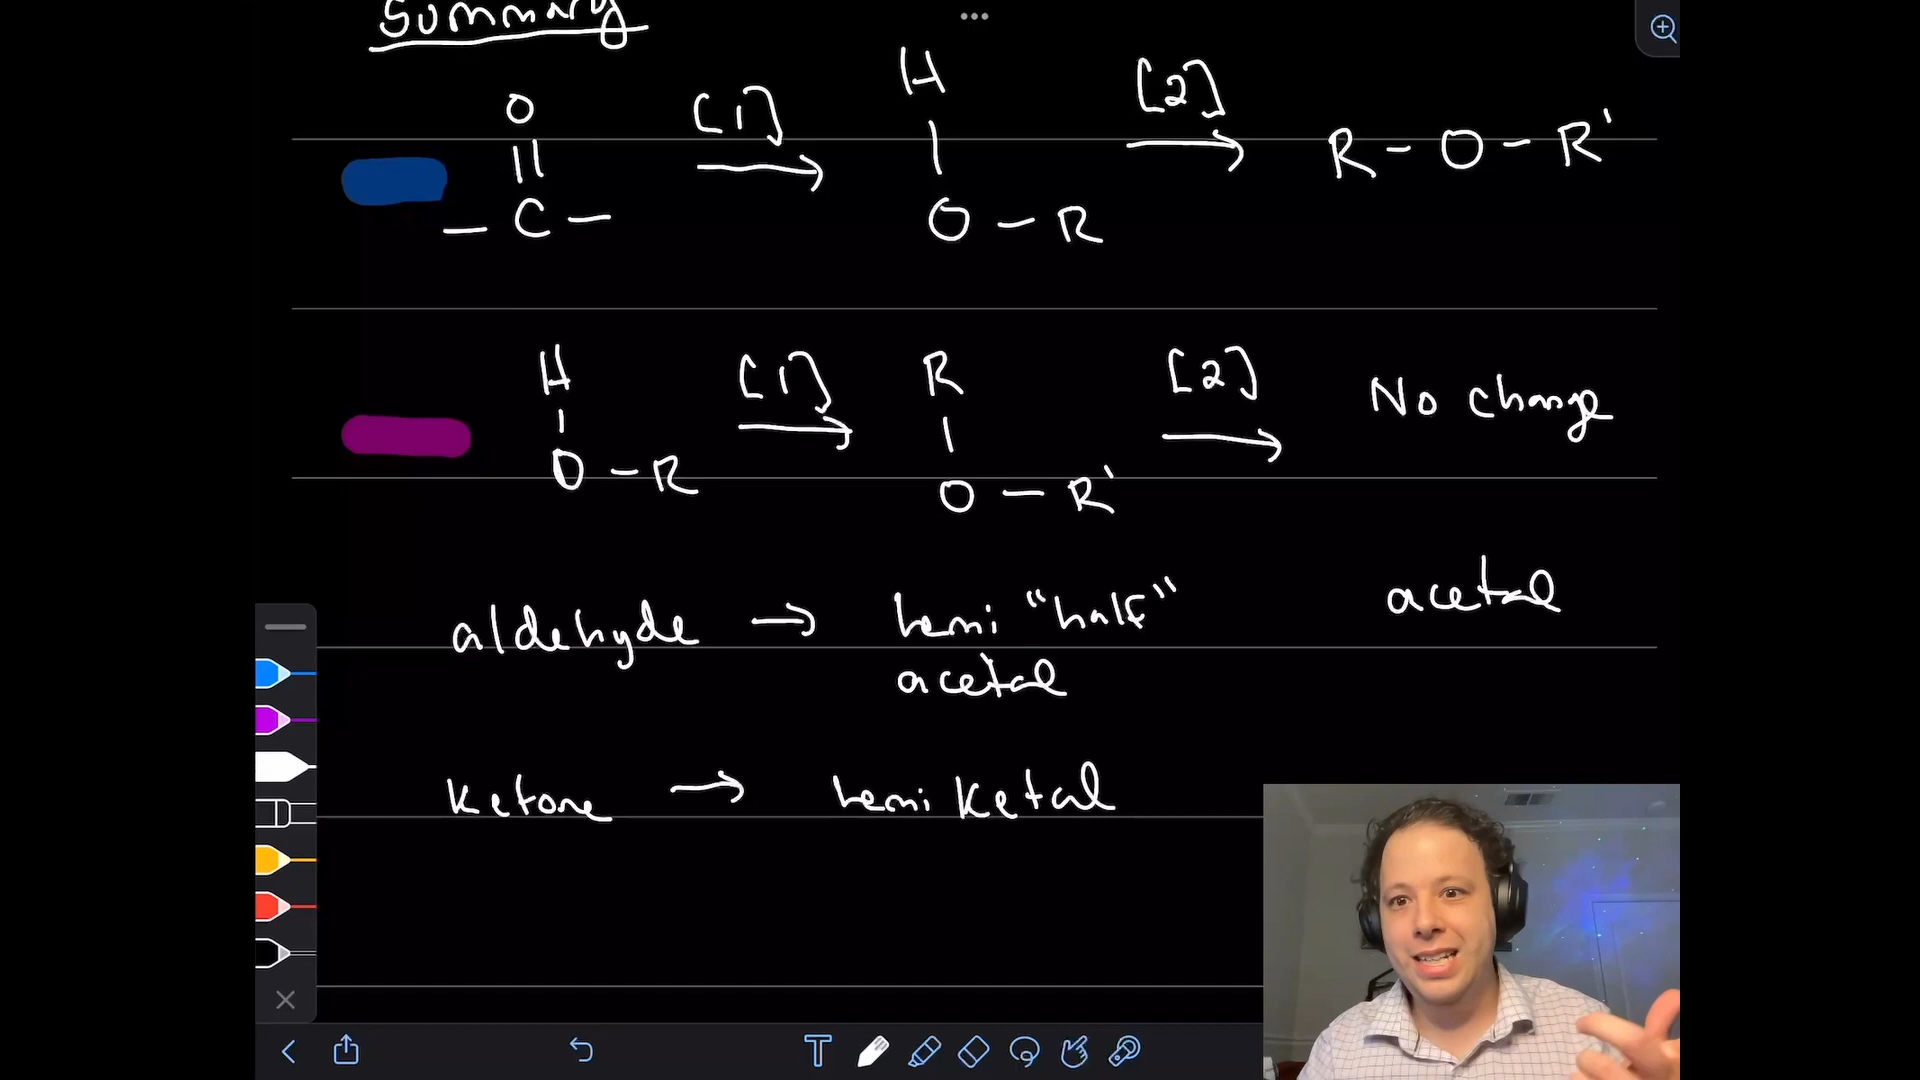 Summary
O
||
— C —
[1]
→
H
|
O — R
[2]
→
R - O - R'
H
|
O - R
[1]
→
R
|
O — R'
[2]
→
No change
aldehyde → hemi "half" acetal
acetal
Ketone → hemi Ketal
T